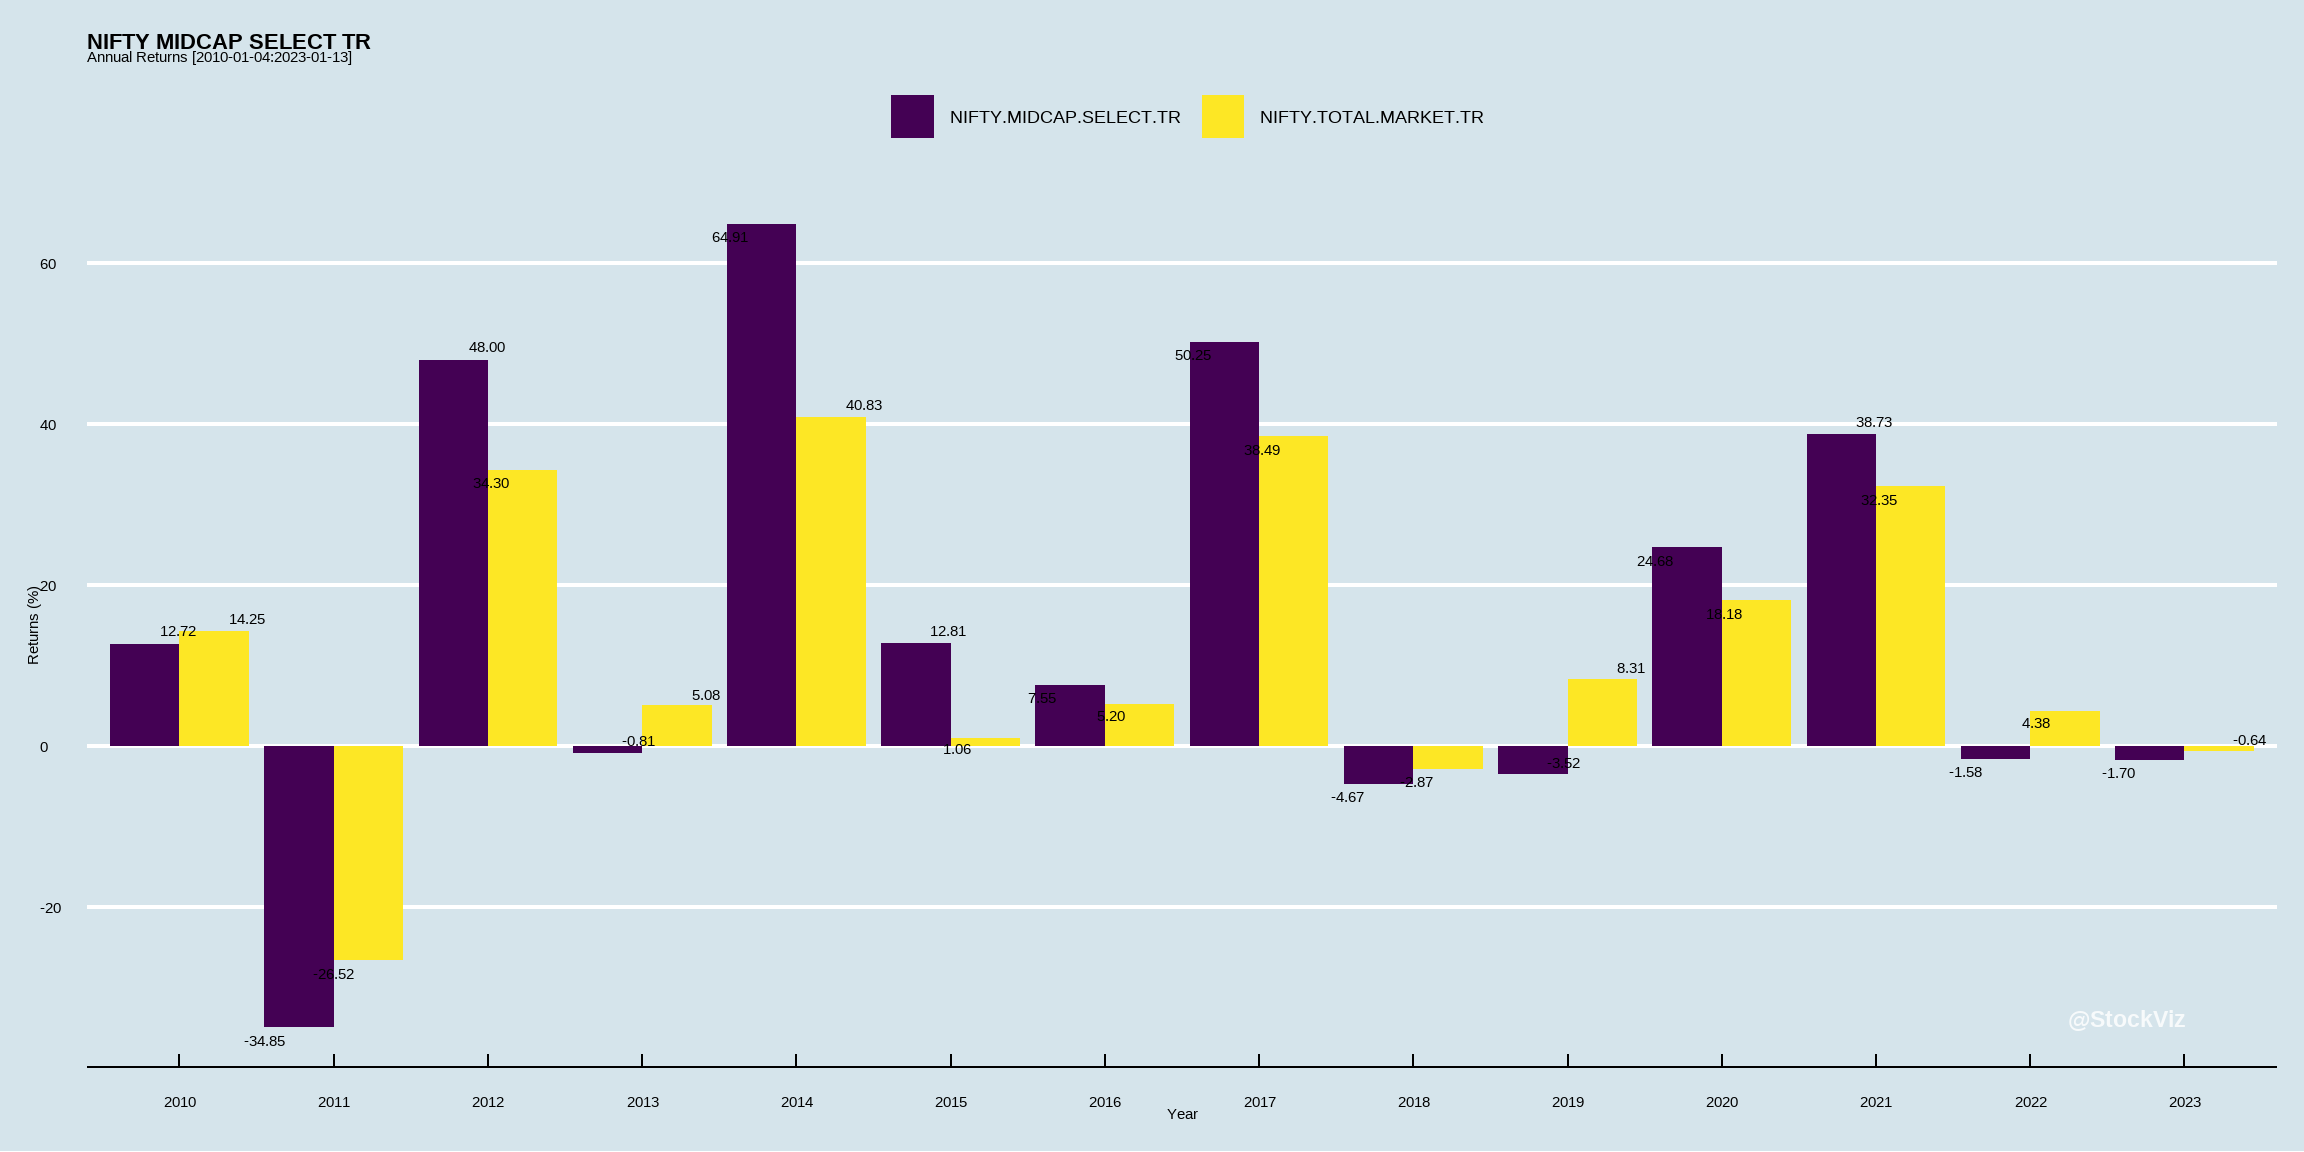 NIFTY MIDCAP SELECT TR
Annual Returns [2010-01-04:2023-01-13]
NIFTY.MIDCAP.SELECT.TR NIFTY.TOTAL.MARKET.TR
Returns (%)
60
40
20
0
-20
12.72 14.25
-34.85 -26.52
48.00 34.30
-0.81 5.08
64.91 40.83
12.81 1.06
7.55 5.20
50.25 38.49
-4.67 -2.87
-3.52 8.31
24.68 18.18
38.73 32.35
-1.58 4.38
-1.70 -0.64
@StockViz
2010 2011 2012 2013 2014 2015 2016 2017 2018 2019 2020 2021 2022 2023
Year